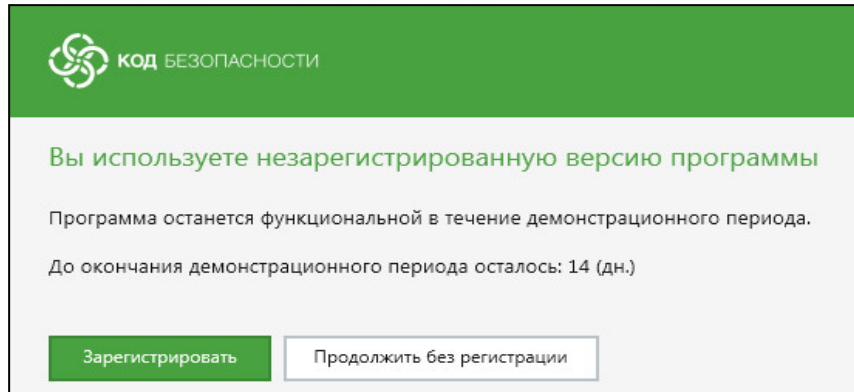 КОД БЕЗОПАСНОСТИ
Вы используете незарегистрированную версию программы
Программа останется функциональной в течение демонстрационного периода.
До окончания демонстрационного периода осталось: 14 (дн.)
Зарегистрировать
Продолжить без регистрации